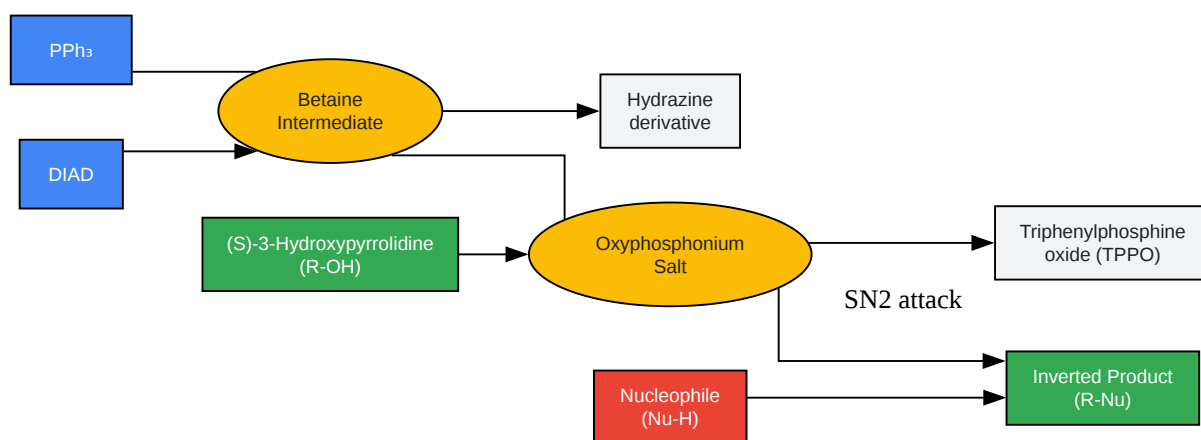 PPh₃
Betaine
Intermediate
Hydrazine
derivative
DIAD
(S)-3-Hydroxypyrrolidine
(R-OH)
Oxyphosphonium
Salt
Triphenylphosphine
oxide (TPPO)
SN2 attack
Nucleophile
(Nu-H)
Inverted Product
(R-Nu)